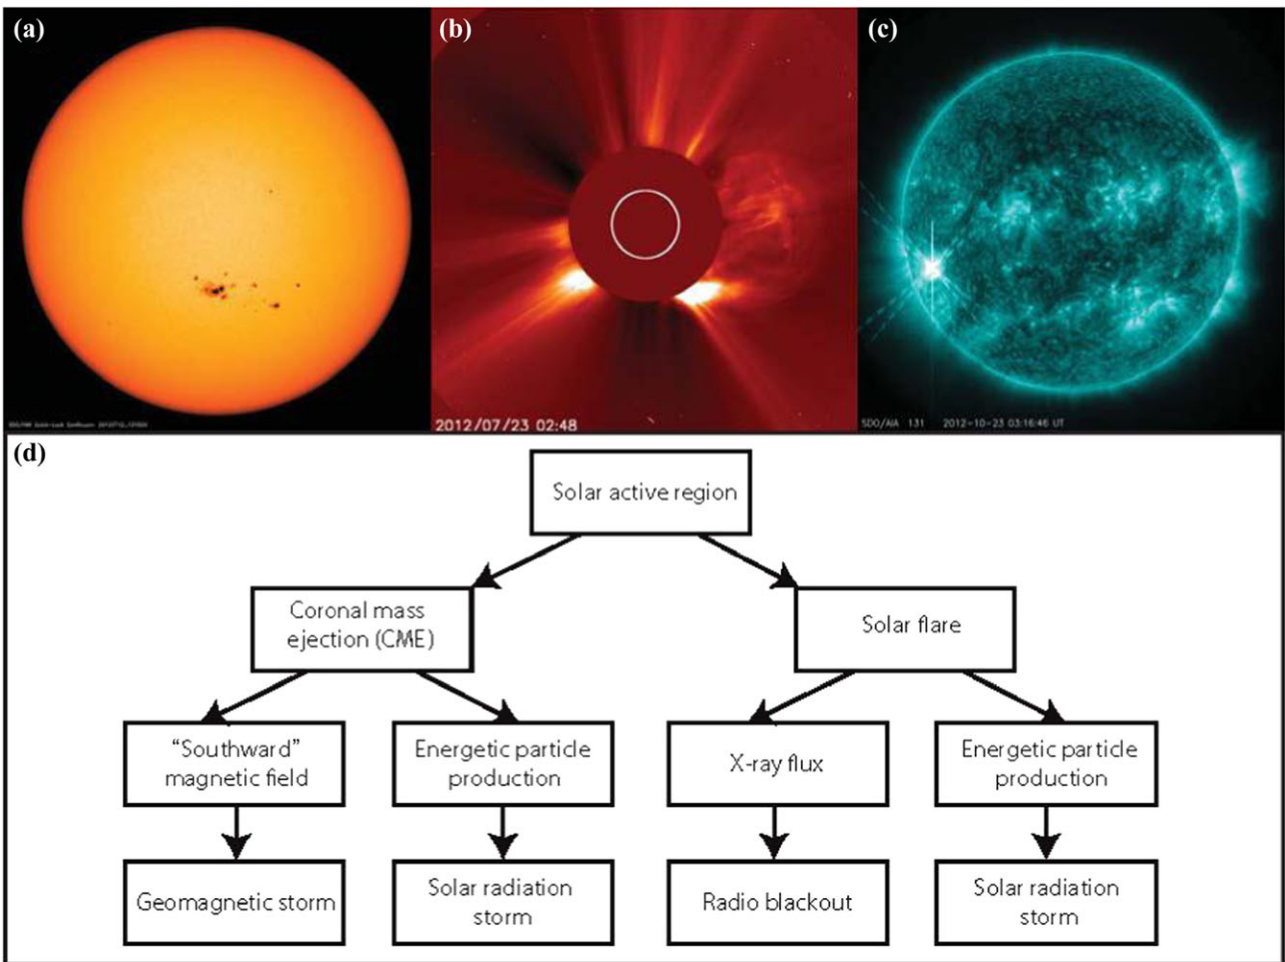 (a)
(b)
(c)
2012/07/23 02:48
SDO/AIA 131 2012-10-23 03:16:46 UT
(d)
Solar active region
Coronal mass
ejection (CME)
Solar flare
"Southward"
magnetic field
Energetic particle
production
X-ray flux
Energetic particle
production
Geomagnetic storm
Solar radiation
storm
Radio blackout
Solar radiation
storm